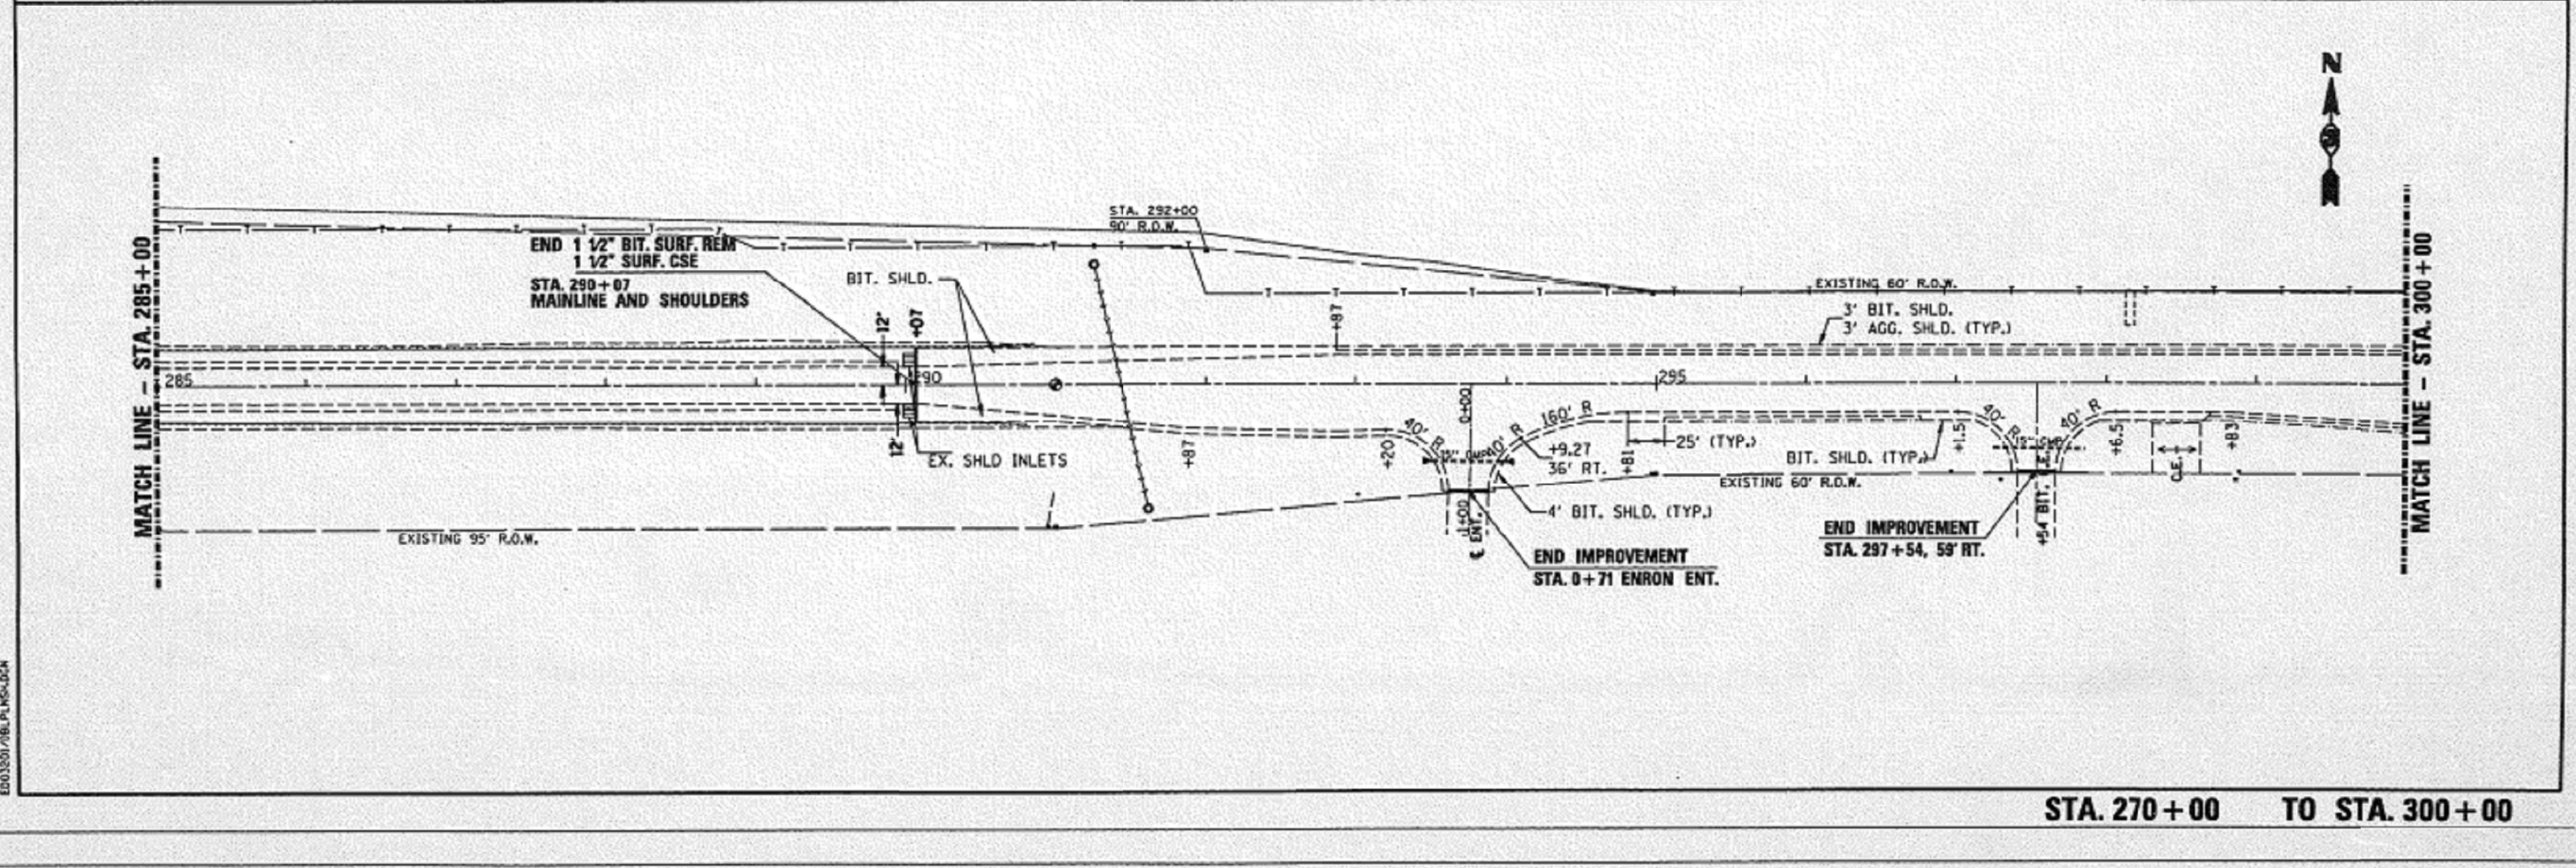 N
STA. 292+00
90' R.O.W.
END 1 1/2" BIT. SURF. REM
1 1/2" SURF. CSE
STA. 290+07
MAINLINE AND SHOULDERS
BIT. SHLD.
EXISTING 60' R.O.W.
3' BIT. SHLD.
3' AGG. SHLD. (TYP.)
MATCH LINE - STA. 285+00
MATCH LINE - STA. 300+00
12'
+07
+87
285
290
295
0+00
12'
EX. SHLD INLETS
+87
+20
40' R
40' R
160' R
+9.27
36' RT.
+81
25' (TYP.)
BIT. SHLD. (TYP.)
+1.5
40' R
40' R
+6.5
C.E.
+83
EXISTING 60' R.O.W.
4' BIT. SHLD. (TYP.)
1+00
℄ ENT.
+54 BIT.
EXISTING 95' R.O.W.
END IMPROVEMENT
STA. 0+71 ENRON ENT.
END IMPROVEMENT
STA. 297+54, 59' RT.
STA. 270+00 TO STA. 300+00